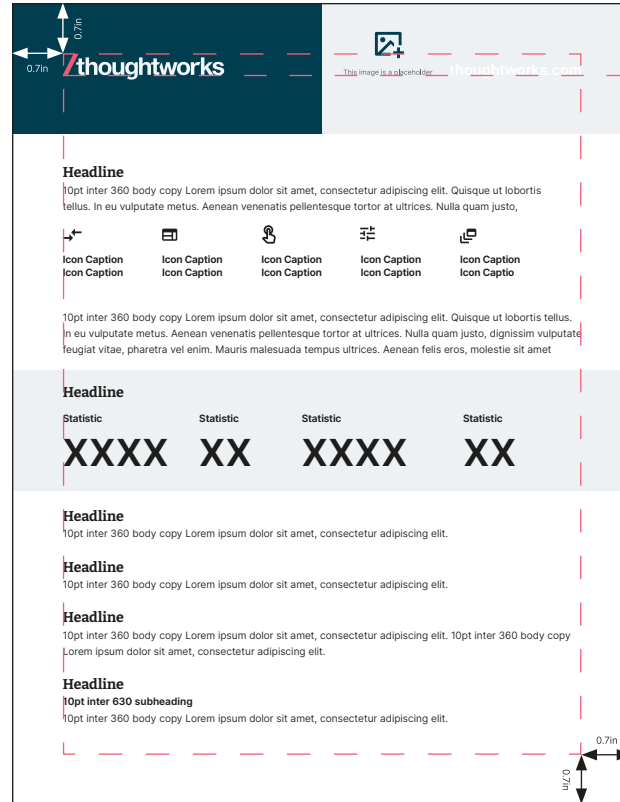 0.7in
0.7in
/thoughtworks
This image is a placeholder
thoughtworks.com
Headline
10pt inter 360 body copy Lorem ipsum dolor sit amet, consectetur adipiscing elit. Quisque ut lobortis
tellus. In eu vulputate metus. Aenean venenatis pellentesque tortor at ultrices. Nulla quam justo,
Icon Caption Icon Caption Icon Caption Icon Caption Icon Caption
Icon Caption Icon Caption Icon Caption Icon Caption Icon Captio
10pt inter 360 body copy Lorem ipsum dolor sit amet, consectetur adipiscing elit. Quisque ut lobortis tellus.
In eu vulputate metus. Aenean venenatis pellentesque tortor at ultrices. Nulla quam justo, dignissim vulputate
feugiat vitae, pharetra vel enim. Mauris malesuada tempus ultrices. Aenean felis eros, molestie sit amet
Headline
Statistic Statistic Statistic Statistic
XXXX XX XXXX XX
Headline
10pt inter 360 body copy Lorem ipsum dolor sit amet, consectetur adipiscing elit.
Headline
10pt inter 360 body copy Lorem ipsum dolor sit amet, consectetur adipiscing elit.
Headline
10pt inter 360 body copy Lorem ipsum dolor sit amet, consectetur adipiscing elit. 10pt inter 360 body copy
Lorem ipsum dolor sit amet, consectetur adipiscing elit.
Headline
10pt inter 630 subheading
10pt inter 360 body copy Lorem ipsum dolor sit amet, consectetur adipiscing elit.
0.7in
0.7in